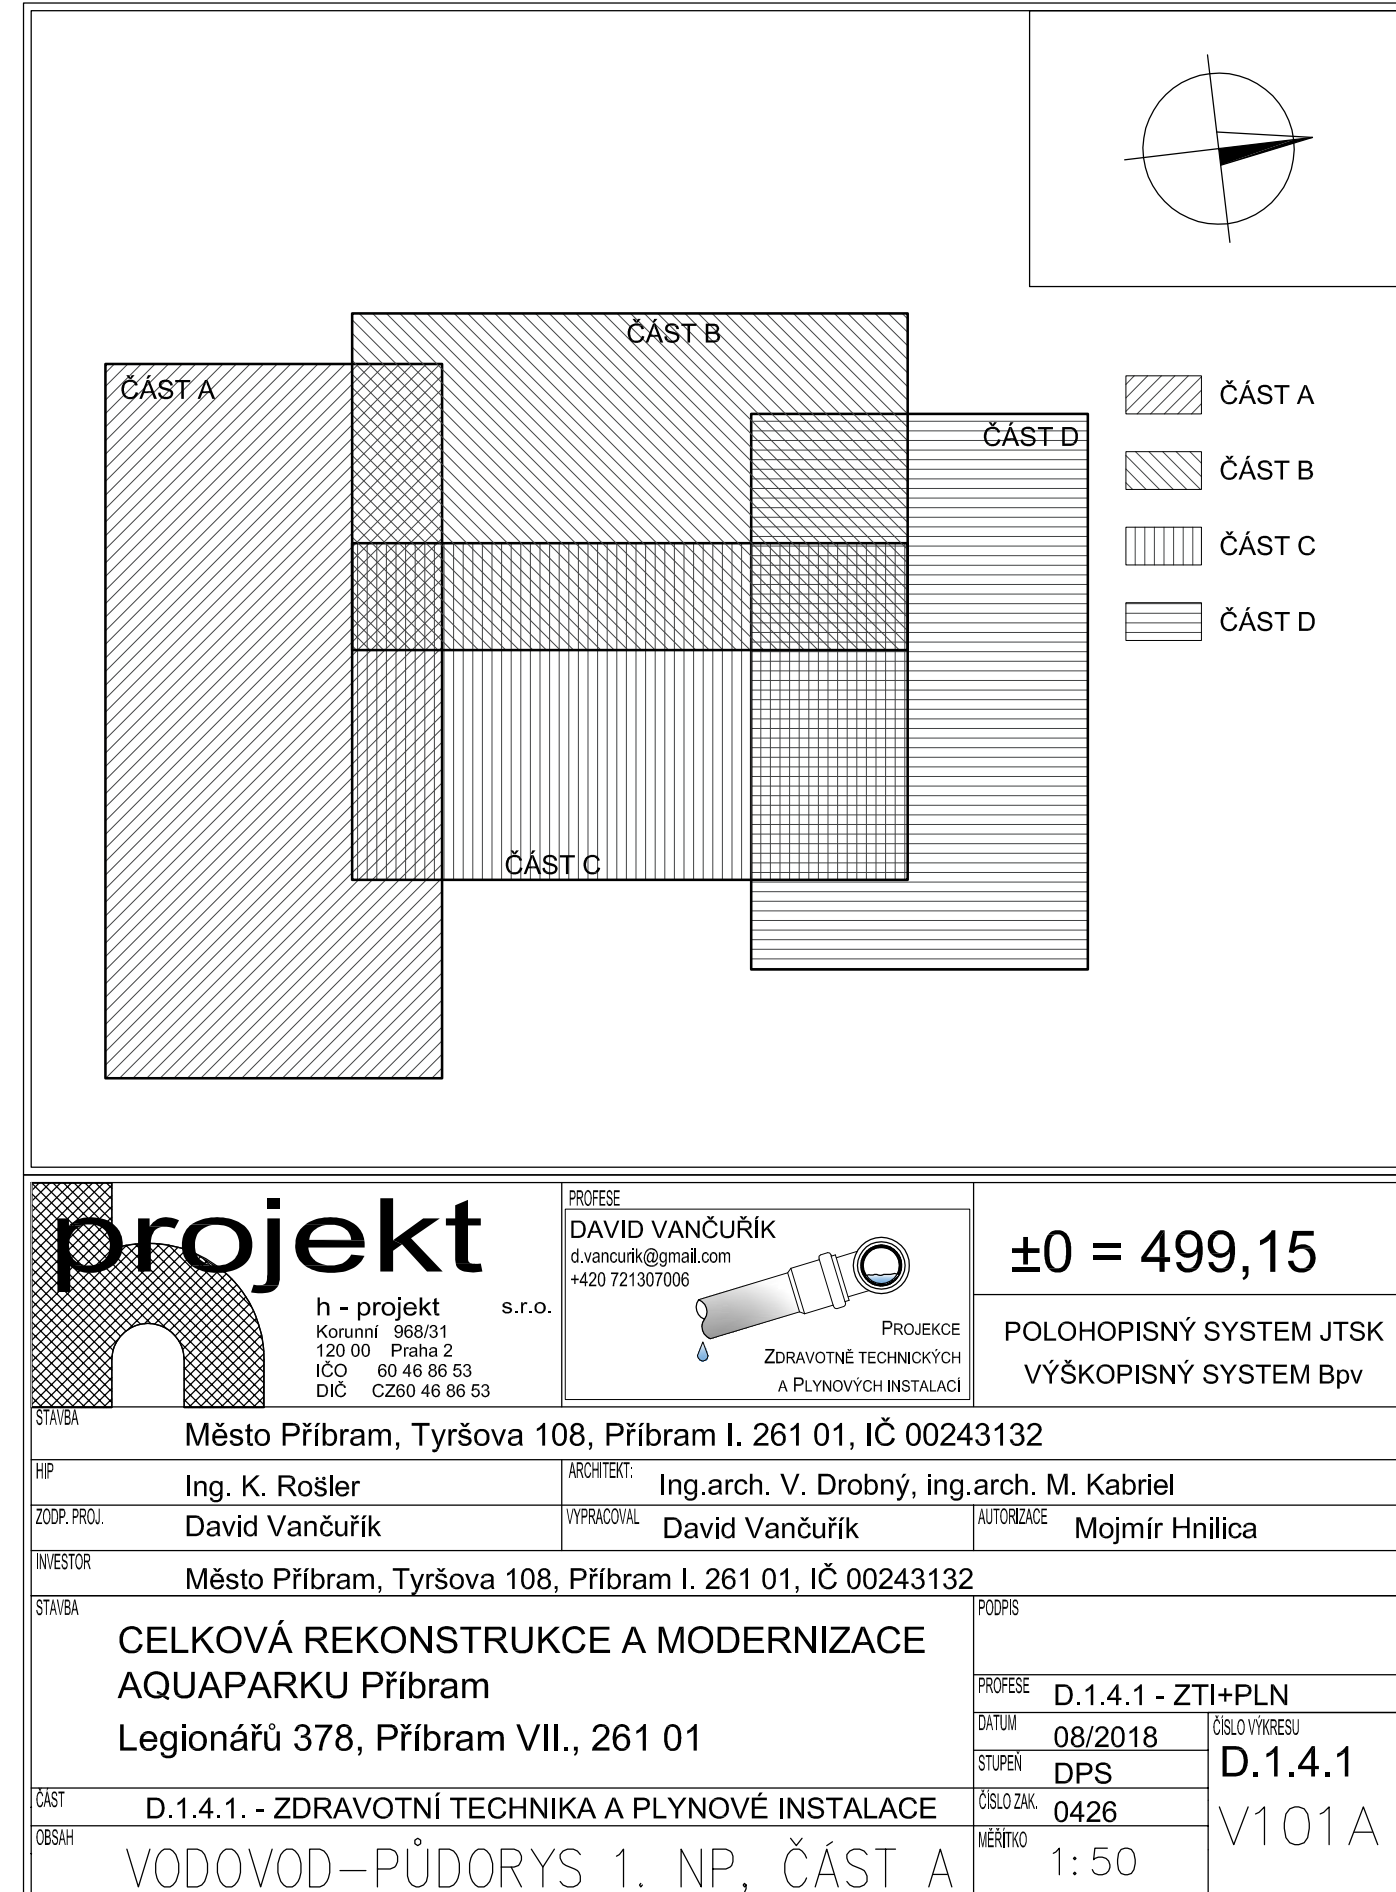 ČÁST B
ČÁST A
ČÁST D
ČÁST C
ČÁST A
ČÁST B
ČÁST C
ČÁST D
projekt
h - projekt s.r.o.
Korunní 968/31
120 00 Praha 2
IČO 60 46 86 53
DIČ CZ60 46 86 53
PROFESE
DAVID VANČUŘÍK
d.vancurik@gmail.com
+420 721307006
PROJEKCE
ZDRAVOTNĚ TECHNICKÝCH
A PLYNOVÝCH INSTALACÍ
±0 = 499,15
POLOHOPISNÝ SYSTEM JTSK
VÝŠKOPISNÝ SYSTEM Bpv
STAVBA
Město Příbram, Tyršova 108, Příbram I. 261 01, IČ 00243132
HIP
Ing. K. Rošler
ARCHITEKT:
Ing.arch. V. Drobný, ing.arch. M. Kabriel
ZODP. PROJ.
David Vančuřík
VYPRACOVAL
David Vančuřík
AUTORIZACE
Mojmír Hnilica
INVESTOR
Město Příbram, Tyršova 108, Příbram I. 261 01, IČ 00243132
STAVBA
CELKOVÁ REKONSTRUKCE A MODERNIZACE
AQUAPARKU Příbram
Legionářů 378, Příbram VII., 261 01
PODPIS
PROFESE
D.1.4.1 - ZTI+PLN
DATUM
08/2018
STUPEŇ
DPS
ČÍSLO VÝKRESU
D.1.4.1
V101A
ČÁST
D.1.4.1. - ZDRAVOTNÍ TECHNIKA A PLYNOVÉ INSTALACE
ČÍSLO ZAK.
0426
OBSAH
VODOVOD-PŮDORYS 1. NP, ČÁST A
MĚŘÍTKO
1:50